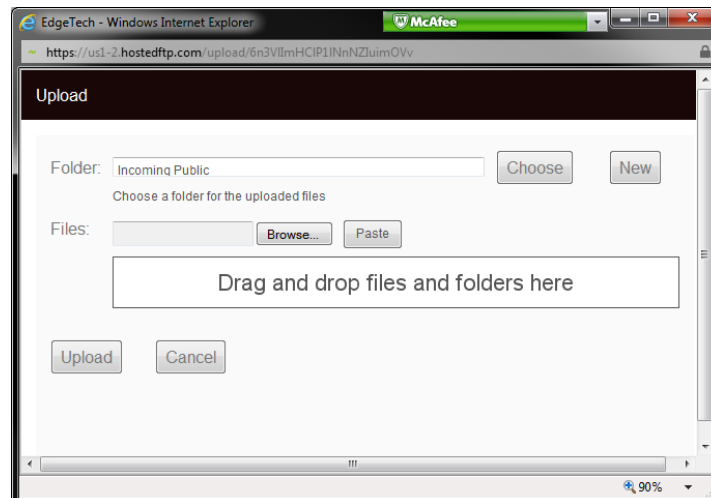 EdgeTech - Windows Internet Explorer
McAfee
https://us1-2.hostedftp.com/upload/6n3VIImHCIP1INnNZIuimOVv
Upload
Folder: Incoming Public Choose New
Choose a folder for the uploaded files
Files: Browse... Paste
Drag and drop files and folders here
Upload Cancel
90%